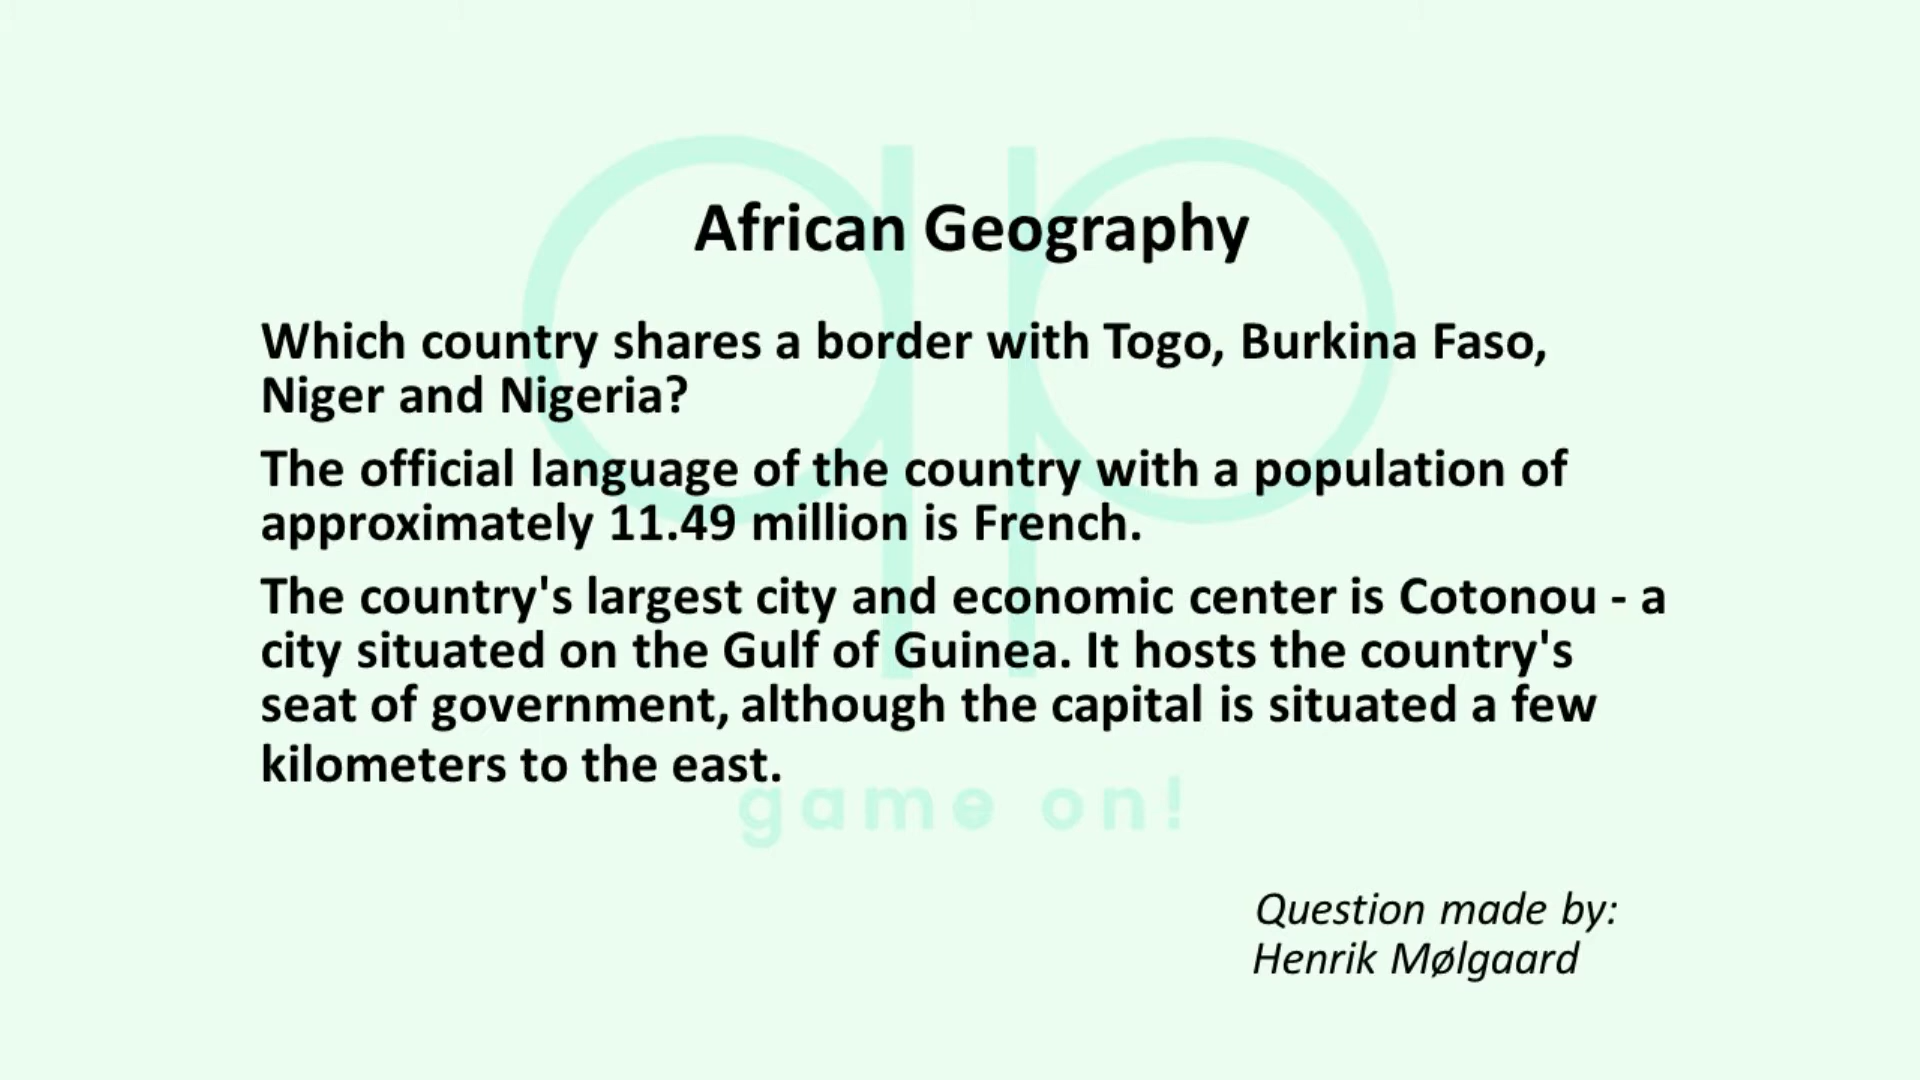 African Geography
Which country shares a border with Togo, Burkina Faso,
Niger and Nigeria?
The official language of the country with a population of
approximately 11.49 million is French.
The country's largest city and economic center is Cotonou - a
city situated on the Gulf of Guinea. It hosts the country's
seat of government, although the capital is situated a few
kilometers to the east.
game on!
Question made by:
Henrik Mølgaard